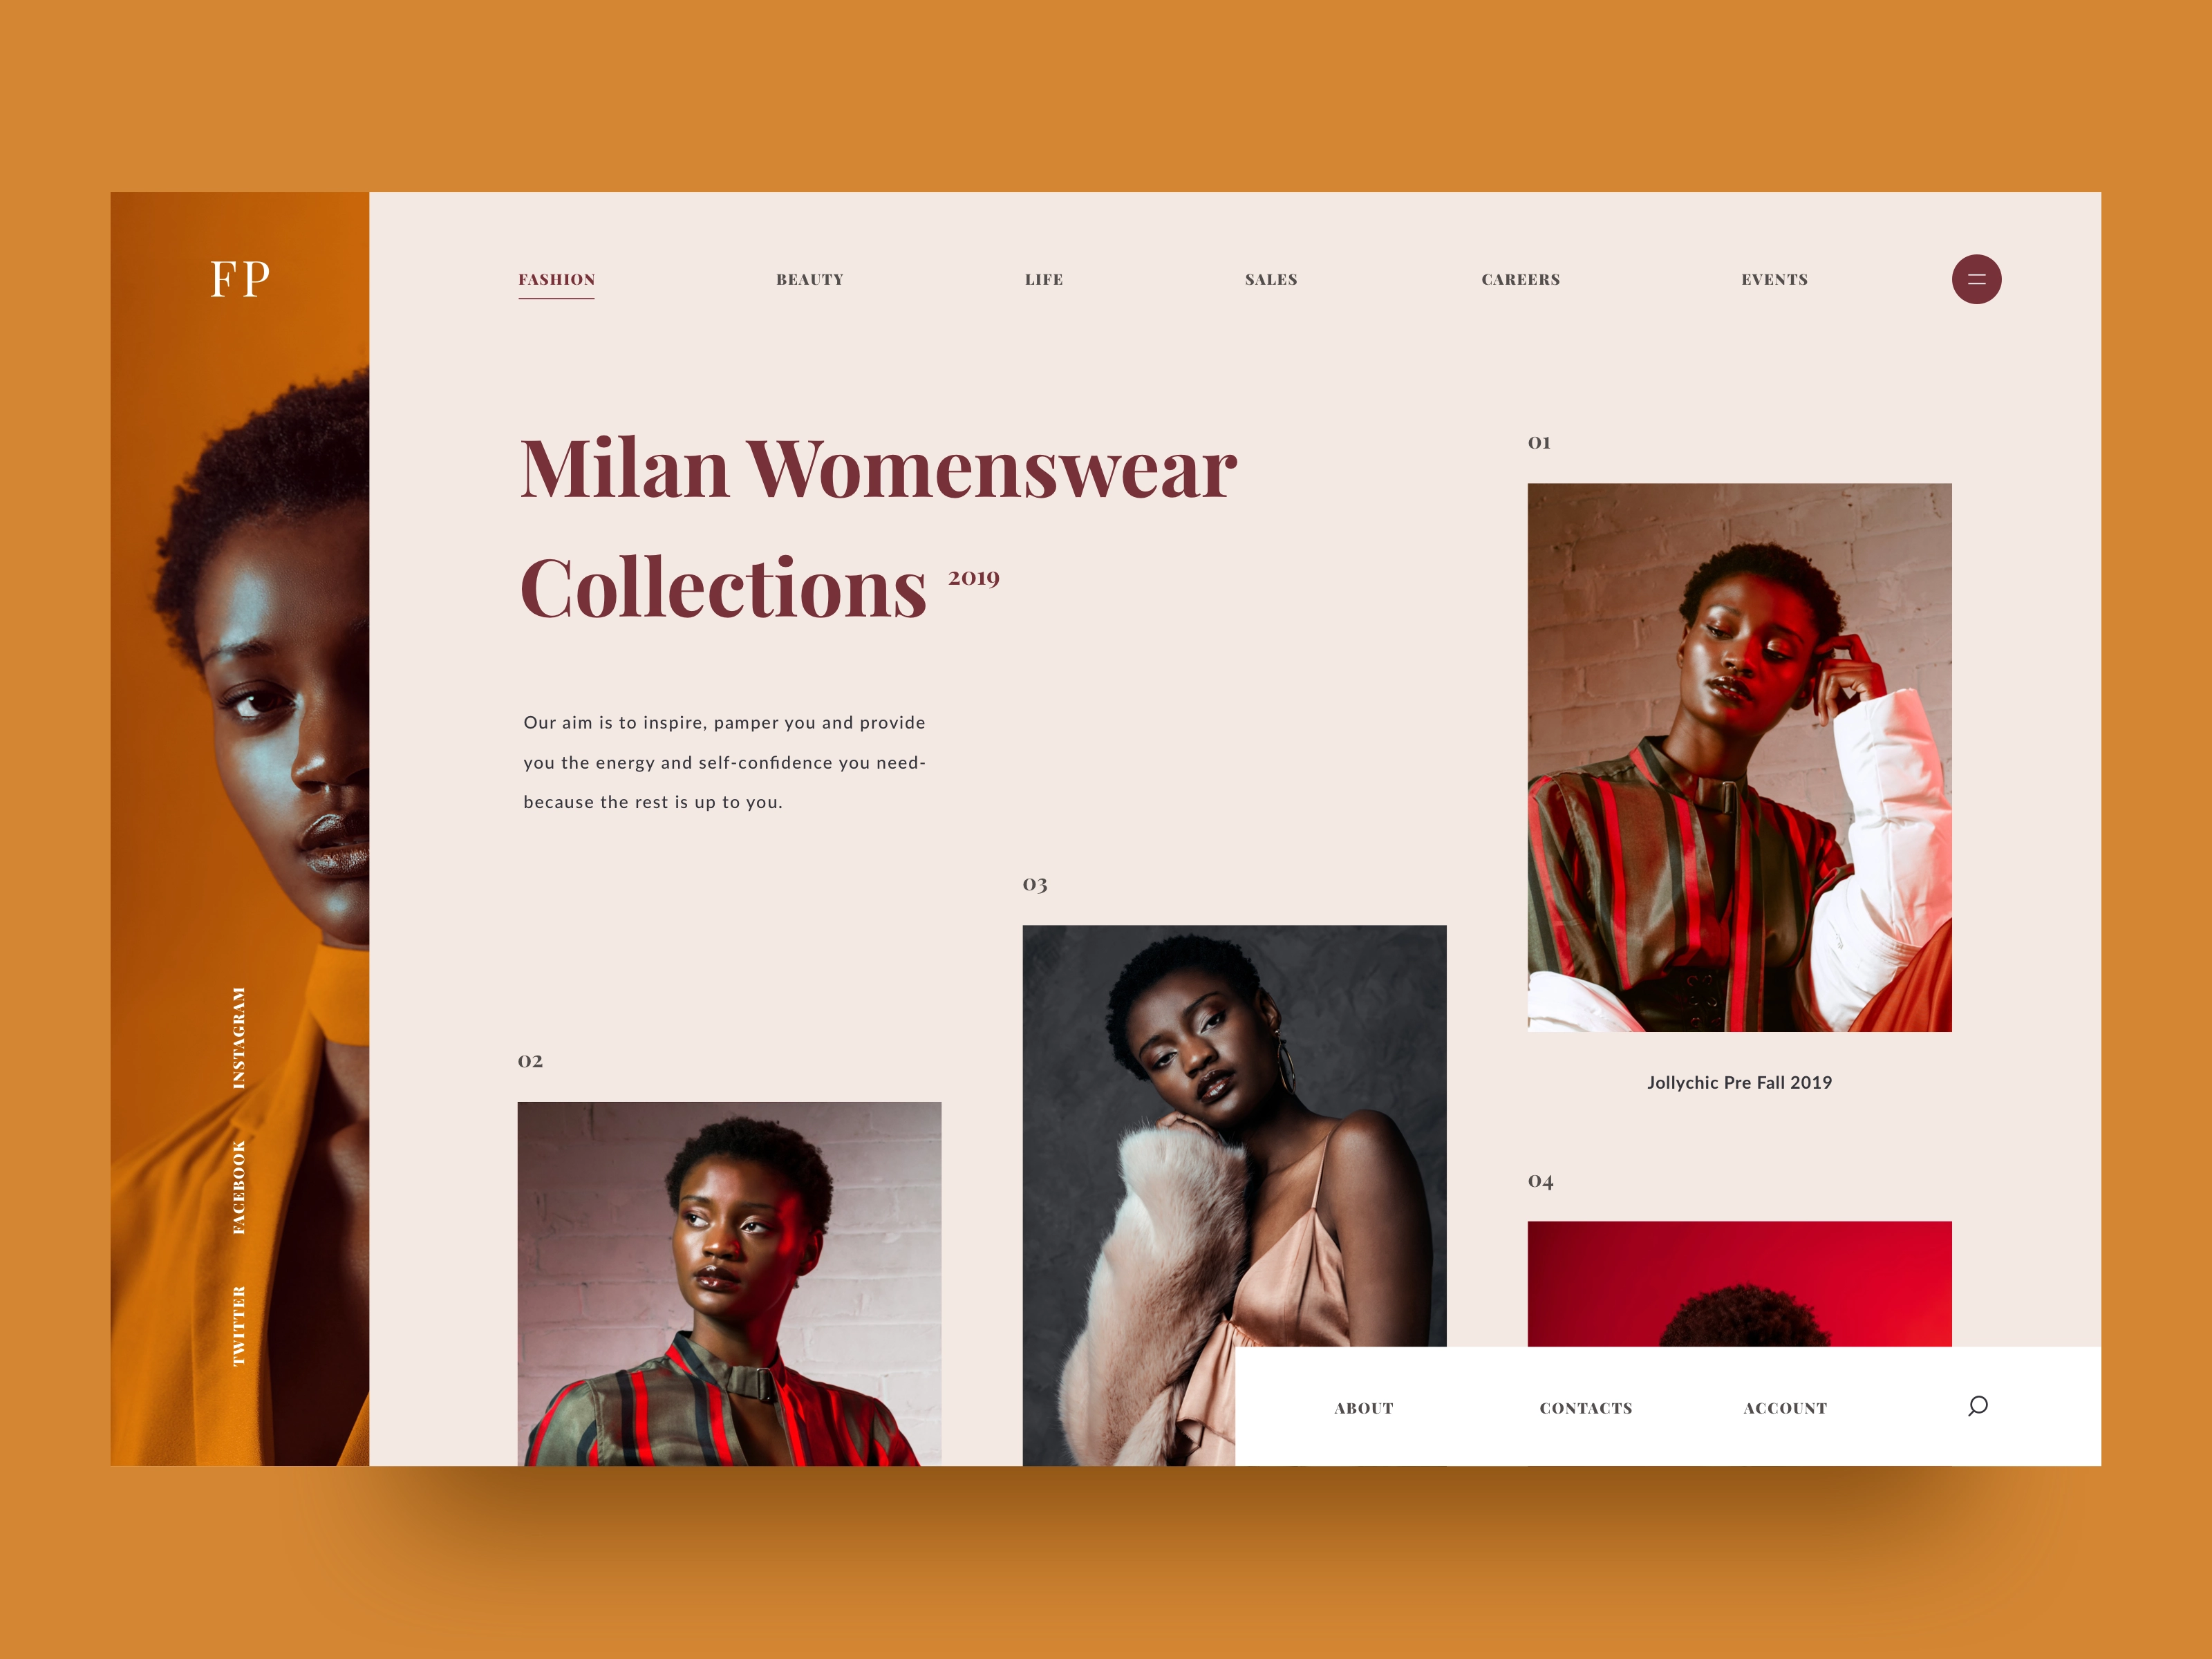 FP
FASHION
BEAUTY
LIFE
SALES
CAREERS
EVENTS
Milan Womenswear
Collections 2019
Our aim is to inspire, pamper you and provide
you the energy and self-confidence you need-
because the rest is up to you.
01
Jollychic Pre Fall 2019
02
03
04
INSTAGRAM
FACEBOOK
TWITTER
ABOUT
CONTACTS
ACCOUNT